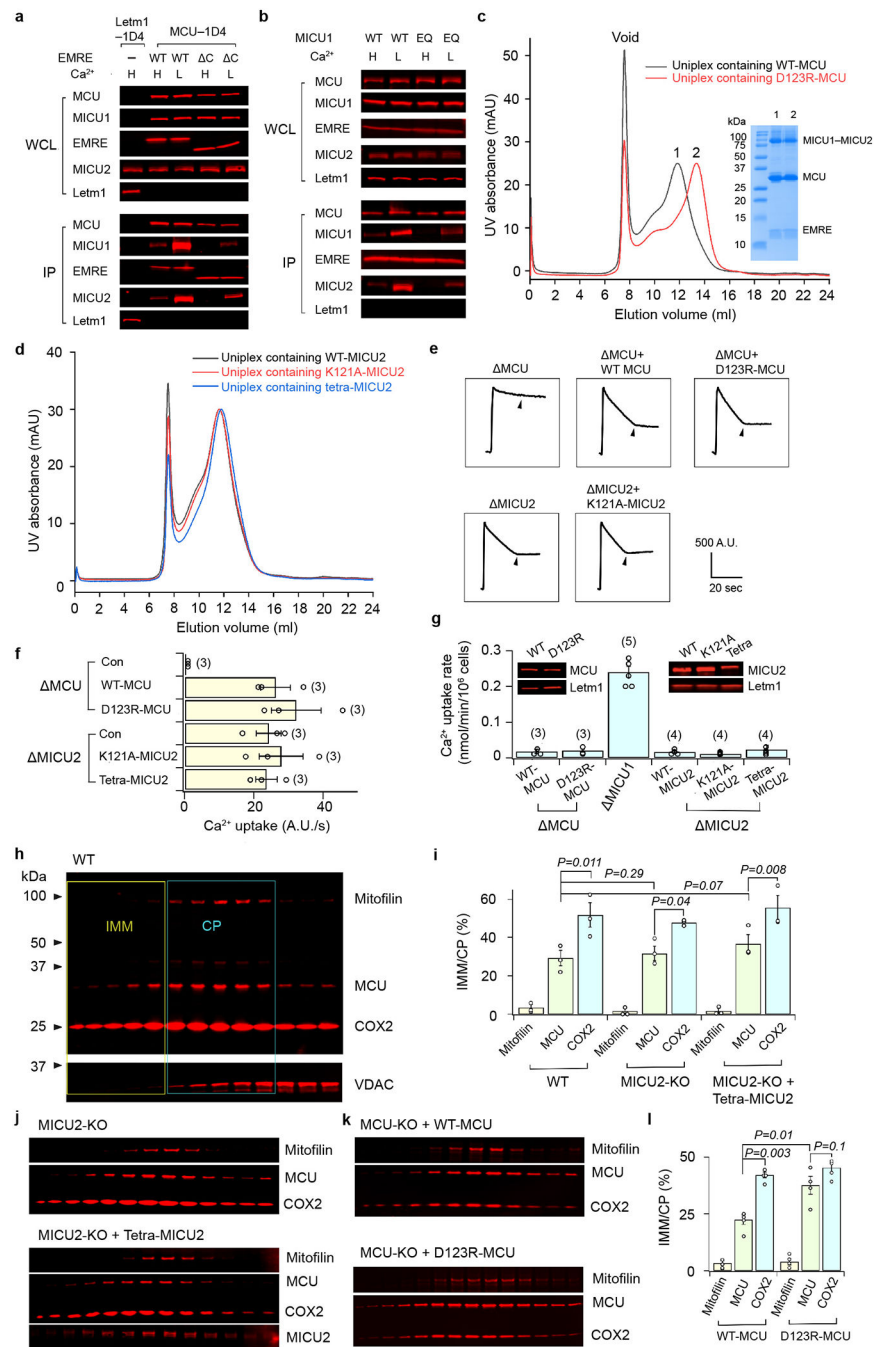 a
Letm1
–1D4
MCU–1D4
EMRE – WT WT ΔC ΔC
Ca²⁺ H H L H L
WCL
MCU
MICU1
EMRE
MICU2
Letm1
IP
MCU
MICU1
EMRE
MICU2
Letm1
b
MICU1 WT WT EQ EQ
Ca²⁺ H L H L
WCL
MCU
MICU1
EMRE
MICU2
Letm1
IP
MCU
MICU1
EMRE
MICU2
Letm1
c
Void
Uniplex containing WT-MCU
Uniplex containing D123R-MCU
UV absorbance (mAU)
50
40
30
20
10
0
1
2
0 2 4 6 8 10 12 14 16 18 20 22 24
Elution volume (ml)
kDa
1 2
100
75
50
37
25
20
15
10
MICU1–MICU2
MCU
EMRE
d
Uniplex containing WT-MICU2
Uniplex containing K121A-MICU2
Uniplex containing tetra-MICU2
UV absorbance (mAU)
40
30
20
10
0
0 2 4 6 8 10 12 14 16 18 20 22 24
Elution volume (ml)
e
ΔMCU
ΔMCU+
WT MCU
ΔMCU+
D123R-MCU
ΔMICU2
ΔMICU2+
K121A-MICU2
500 A.U.
20 sec
f
ΔMCU
Con (3)
WT-MCU (3)
D123R-MCU (3)
ΔMICU2
Con (3)
K121A-MICU2 (3)
Tetra-MICU2 (3)
0 20 40
Ca²⁺ uptake (A.U./s)
g
Ca²⁺ uptake rate
(nmol/min/10⁶ cells)
0.3
0.2
0.1
0
WT D123R
MCU
Letm1
(5)
WT K121A Tetra
MICU2
Letm1
(3) (3) (4) (4) (4)
WT-
MCU
D123R-
MCU
ΔMICU1
WT-
MICU2
K121A-
MICU2
Tetra-
MICU2
ΔMCU
ΔMICU2
h
WT
kDa
100
50
37
25
37
IMM
CP
Mitofilin
MCU
COX2
VDAC
i
P=0.011
P=0.29
P=0.04
P=0.07
P=0.008
IMM/CP (%)
60
40
20
0
Mitofilin MCU COX2 Mitofilin MCU COX2 Mitofilin MCU COX2
WT
MICU2-KO
MICU2-KO +
Tetra-MICU2
j
MICU2-KO
Mitofilin
MCU
COX2
MICU2-KO + Tetra-MICU2
Mitofilin
MCU
COX2
MICU2
k
MCU-KO + WT-MCU
Mitofilin
MCU
COX2
MCU-KO + D123R-MCU
Mitofilin
MCU
COX2
l
P=0.01
P=0.003
P=0.1
IMM/CP (%)
50
25
0
Mitofilin MCU COX2 Mitofilin MCU COX2
WT-MCU
D123R-MCU